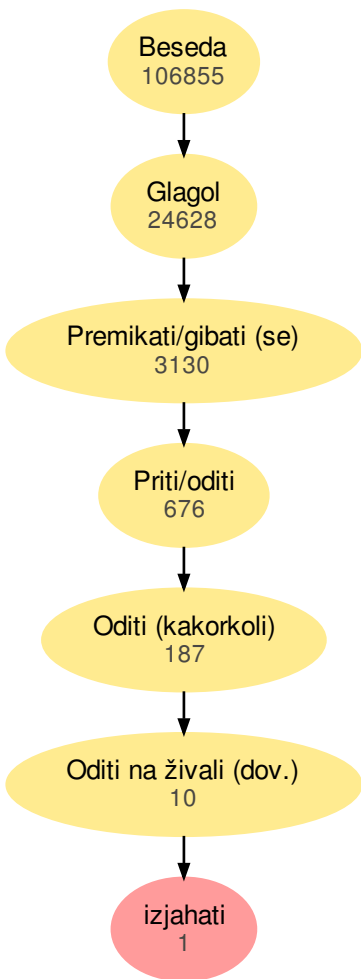 Beseda
106855
Glagol
24628
Premikati/gibati (se)
3130
Priti/oditi
676
Oditi (kakorkoli)
187
Oditi na živali (dov.)
10
izjahati
1